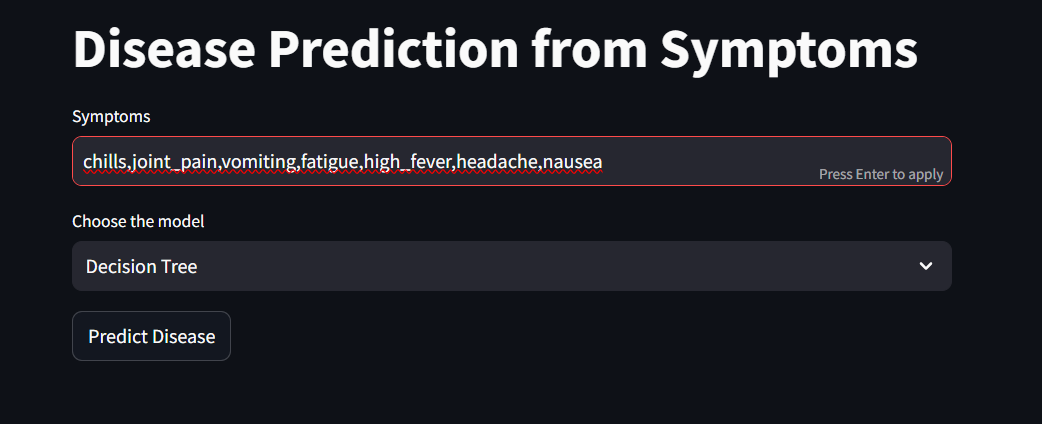 Disease Prediction from Symptoms
Symptoms
chills,joint_pain,vomiting,fatigue,high_fever,headache,nausea
Press Enter to apply
Choose the model
Decision Tree
Predict Disease